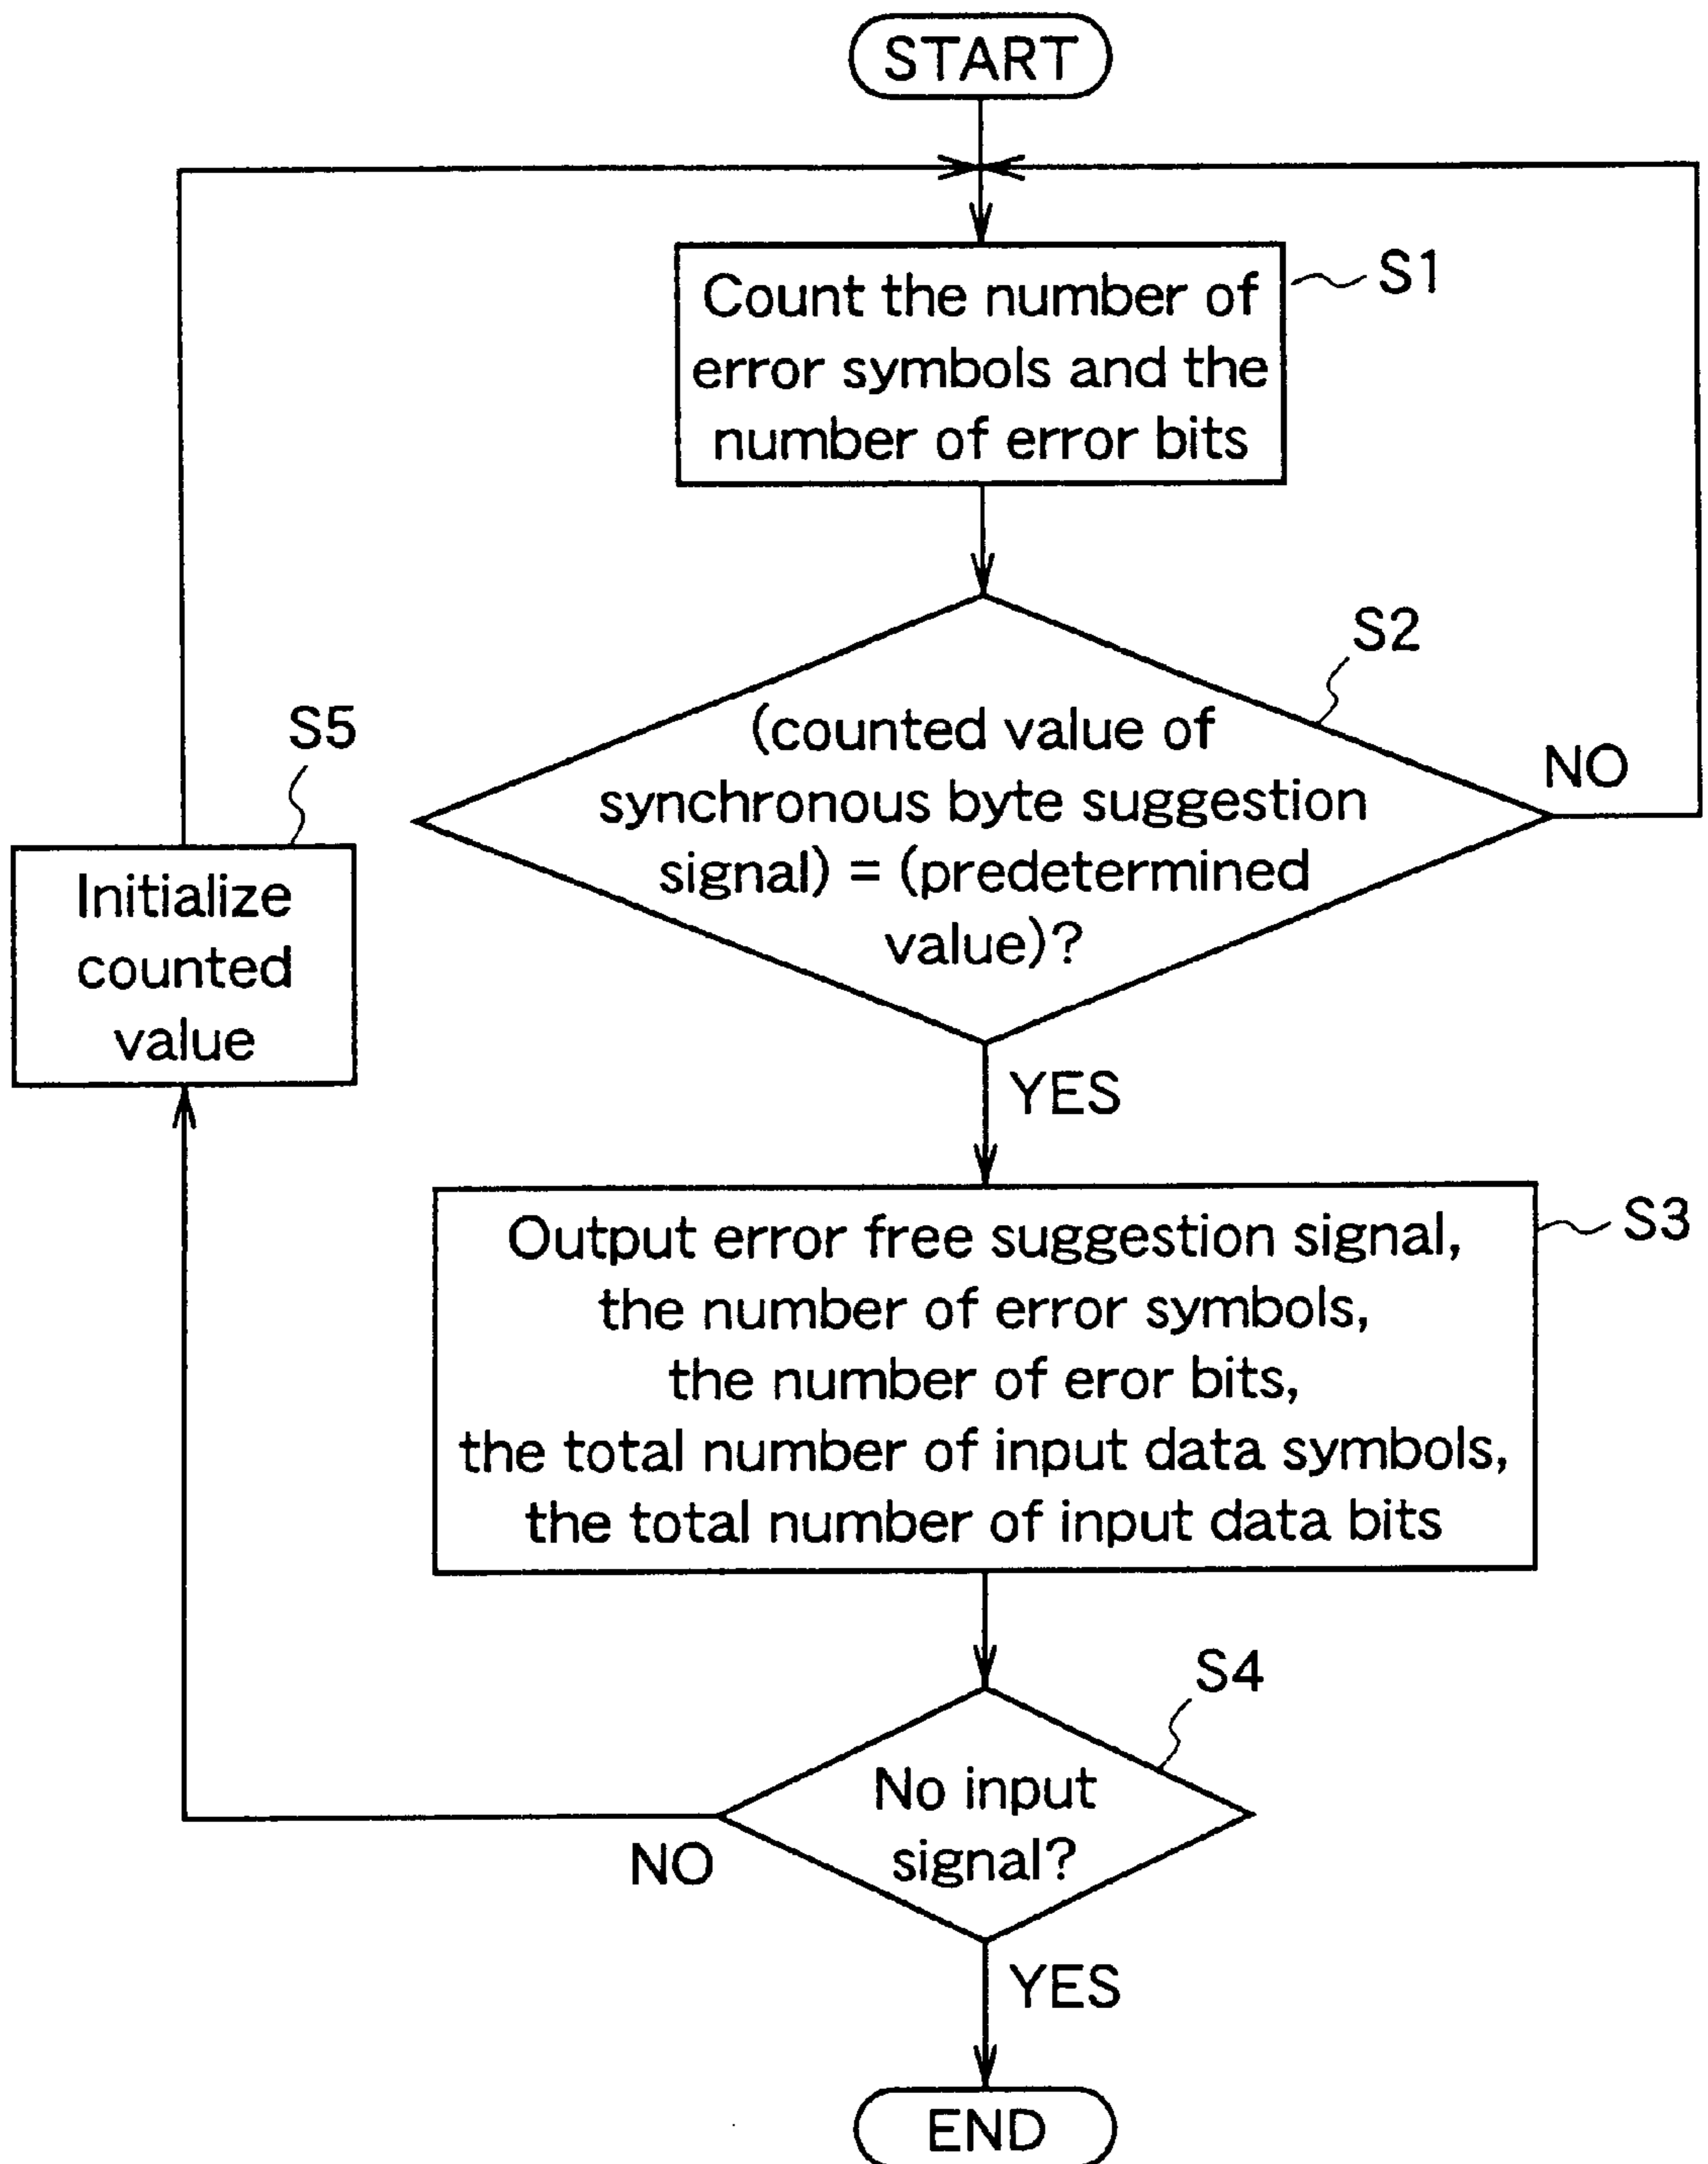 START
S1
Count the number of
error symbols and the
number of error bits
S2
(counted value of
synchronous byte suggestion
signal) = (predetermined
value)?
NO
S5
Initialize
counted
value
YES
S3
Output error free suggestion signal,
the number of error symbols,
the number of eror bits,
the total number of input data symbols,
the total number of input data bits
S4
No input
signal?
NO
YES
END